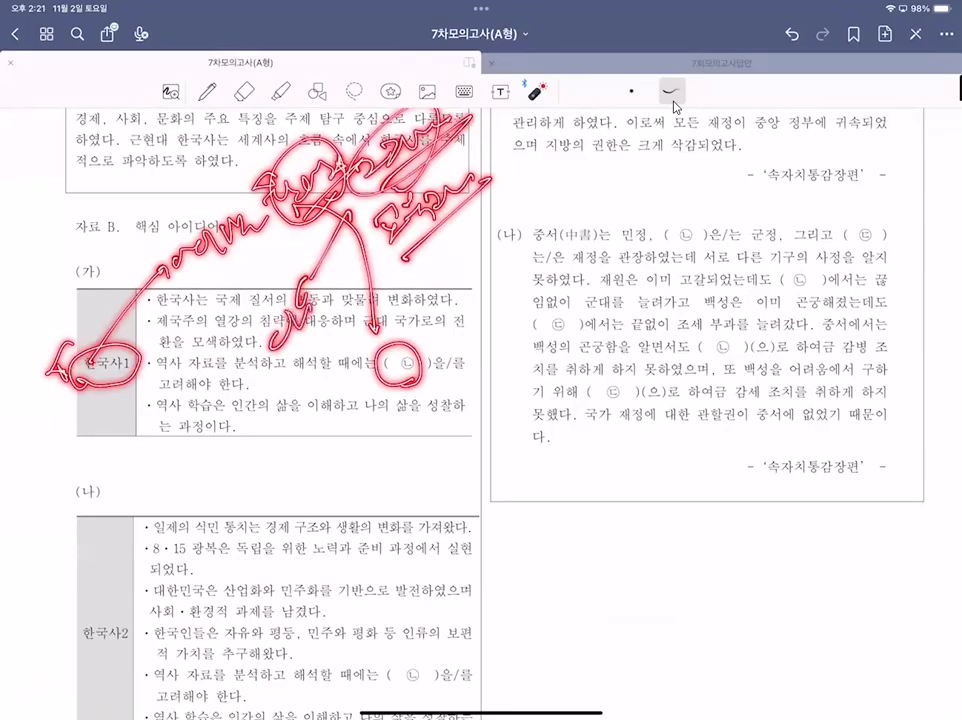 오후 2:21 11월 2일 토요일
98%
7차모의고사(A형)
7차모의고사(A형)
7회모의고사답안
T
경제, 사회, 문화의 주요 특징을 주제 탐구 중심으로
하였다. 근현대 한국사는 세계사의
적으로 파악하도록 하였다.
자료 B. 핵심 아이디어
(가)
한국사1
· 한국사는 국제 질서의 변동과 맞물려 변화하였다.
· 제국주의 열강의 침략에 대응하며 근대 국가로의 전
환을 모색하였다.
· 역사 자료를 분석하고 해석할 때에는 ( ㉡ )을/를
고려해야 한다.
· 역사 학습은 인간의 삶을 이해하고 나의 삶을 성찰하
는 과정이다.
(나)
한국사2
· 일제의 식민 통치는 경제 구조와 생활의 변화를 가져왔다.
· 8·15 광복은 독립을 위한 노력과 준비 과정에서 실현
되었다.
· 대한민국은 산업화와 민주화를 기반으로 발전하였으며
사회·환경적 과제를 남겼다.
· 한국인들은 자유와 평등, 민주와 평화 등 인류의 보편
적 가치를 추구해왔다.
· 역사 자료를 분석하고 해석할 때에는 ( ㉡ )을/를
고려해야 한다.
· 역사 학습은 인간의 삶을 이해하고 나의 삶을 성찰하
관리하게 하였다. 이로써 모든 재정이 중앙 정부에 귀속되었
으며 지방의 권한은 크게 삭감되었다.
- ‘속자치통감장편’ -
(나) 중서(中書)는 민정, ( ㉡ )은/는 군정, 그리고 ( ㉢ )
는/은 재정을 관장하였는데 서로 다른 기구의 사정을 알지
못하였다. 재원은 이미 고갈되었는데도 ( ㉡ )에서는 끊
임없이 군대를 늘려가고 백성은 이미 곤궁해졌는데도
( ㉢ )에서는 끝없이 조세 부과를 늘려갔다. 중서에서는
백성의 곤궁함을 알면서도 ( ㉡ )(으)로 하여금 감병 조
치를 취하게 하지 못하였으며, 또 백성을 어려움에서 구하
기 위해 ( ㉢ )(으)로 하여금 감세 조치를 취하게 하지
못했다. 국가 재정에 대한 관할권이 중서에 없었기 때문이
다.
- ‘속자치통감장편’ -